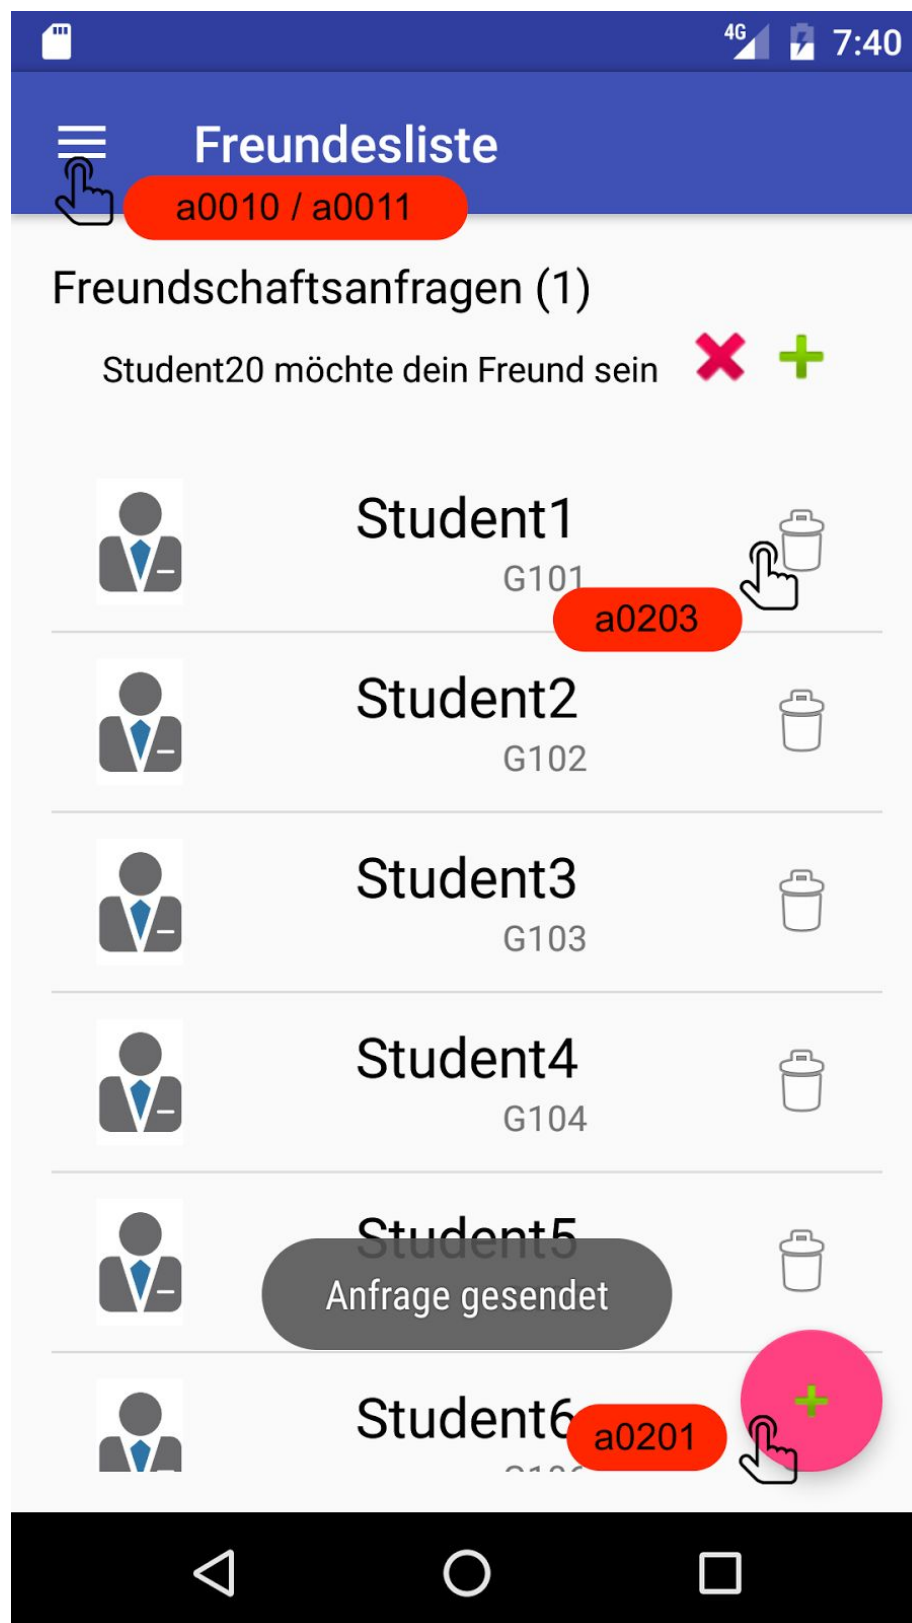 4G 7:40
Freundesliste
a0010 / a0011
Freundschaftsanfragen (1)
Student20 möchte dein Freund sein
Student1
G101
a0203
Student2
G102
Student3
G103
Student4
G104
Student5
Anfrage gesendet
Student6
a0201
G106